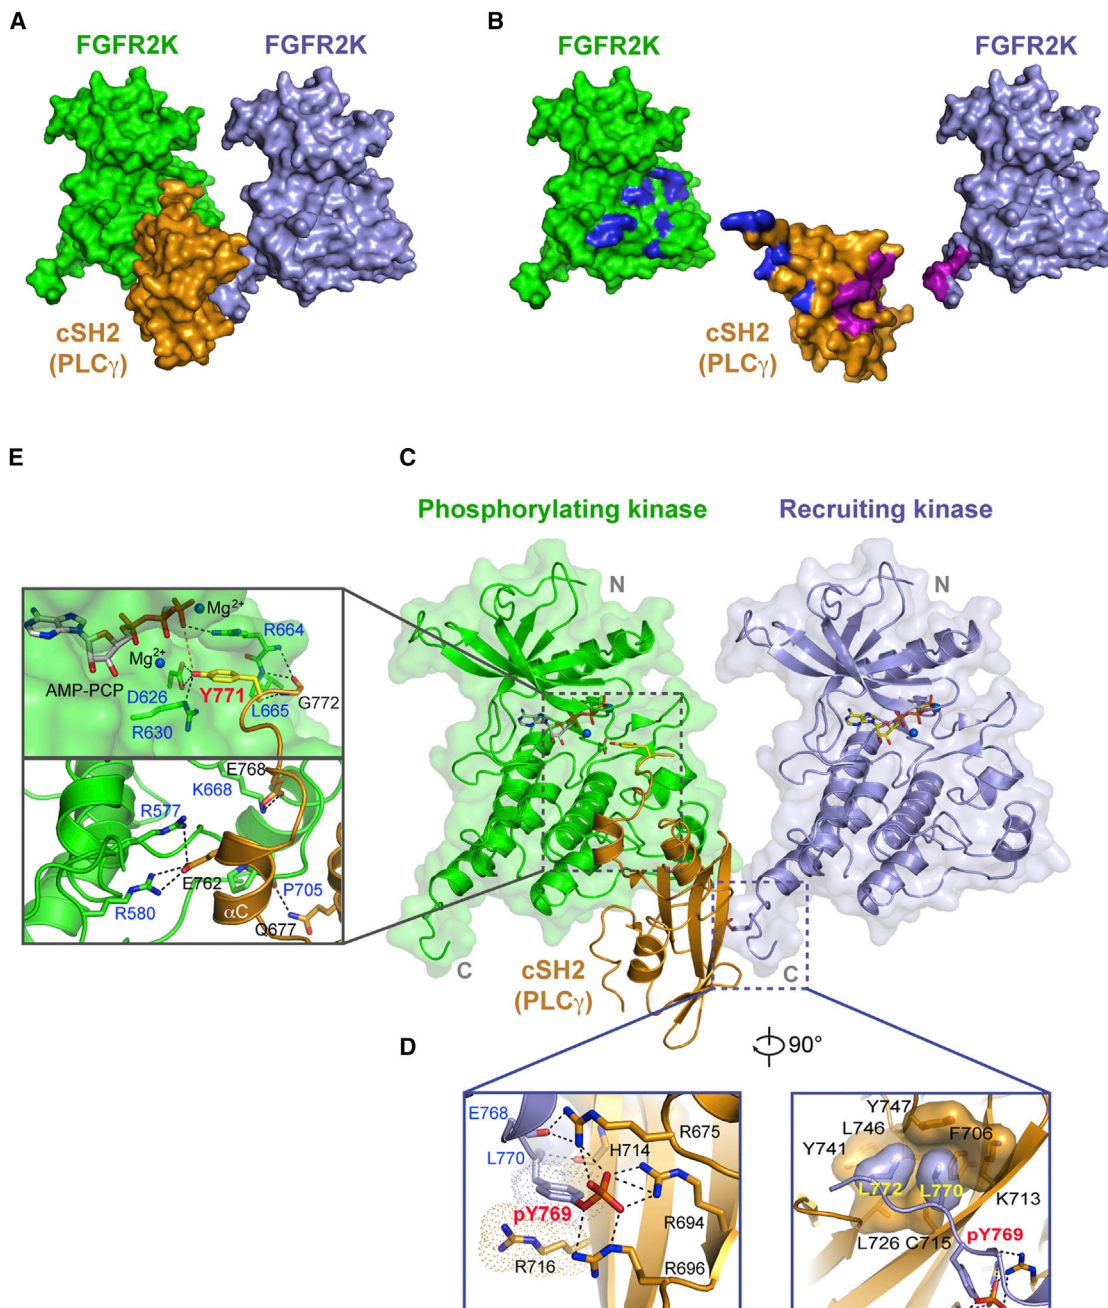 A
FGFR2K
FGFR2K
cSH2
(PLCγ)
B
FGFR2K
FGFR2K
cSH2
(PLCγ)
E
Mg2+
R664
Mg2+
AMP-PCP
D626
Y771
L665
G772
R630
E768
K668
R577
E762
P705
R580
αC
Q677
C
Phosphorylating kinase
Recruiting kinase
N
N
C
C
cSH2
(PLCγ)
90°
D
E768
R675
H714
L770
pY769
R694
R716
R696
Y747
L746
F706
Y741
L772
L770
K713
L726
C715
pY769